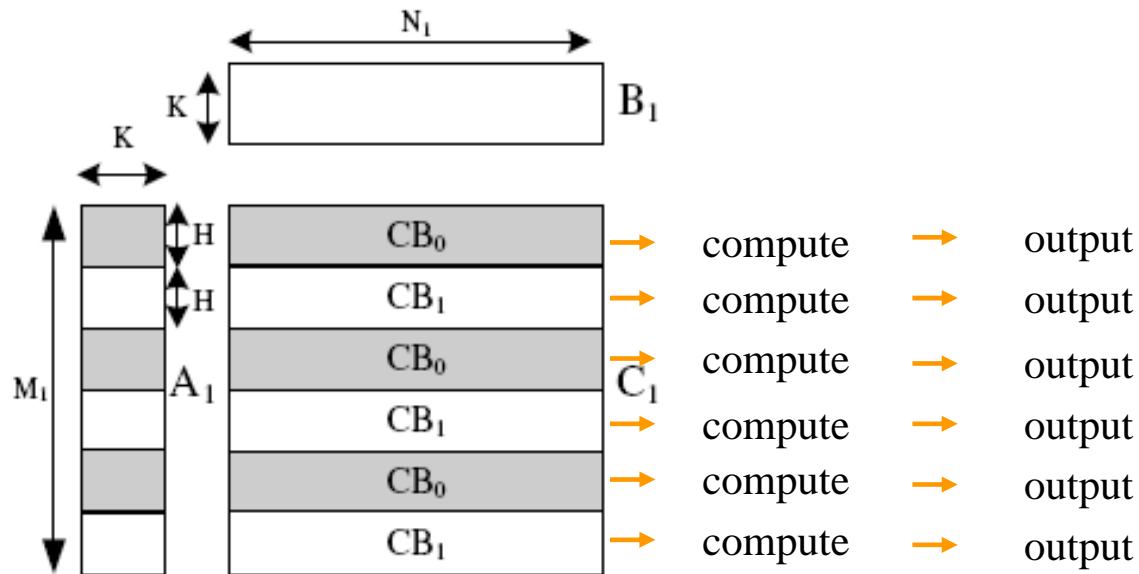 N₁
K
B₁
K
H
CB₀ compute output
H
CB₁ compute output
CB₀ compute output
M₁ A₁ C₁
CB₁ compute output
CB₀ compute output
CB₁ compute output